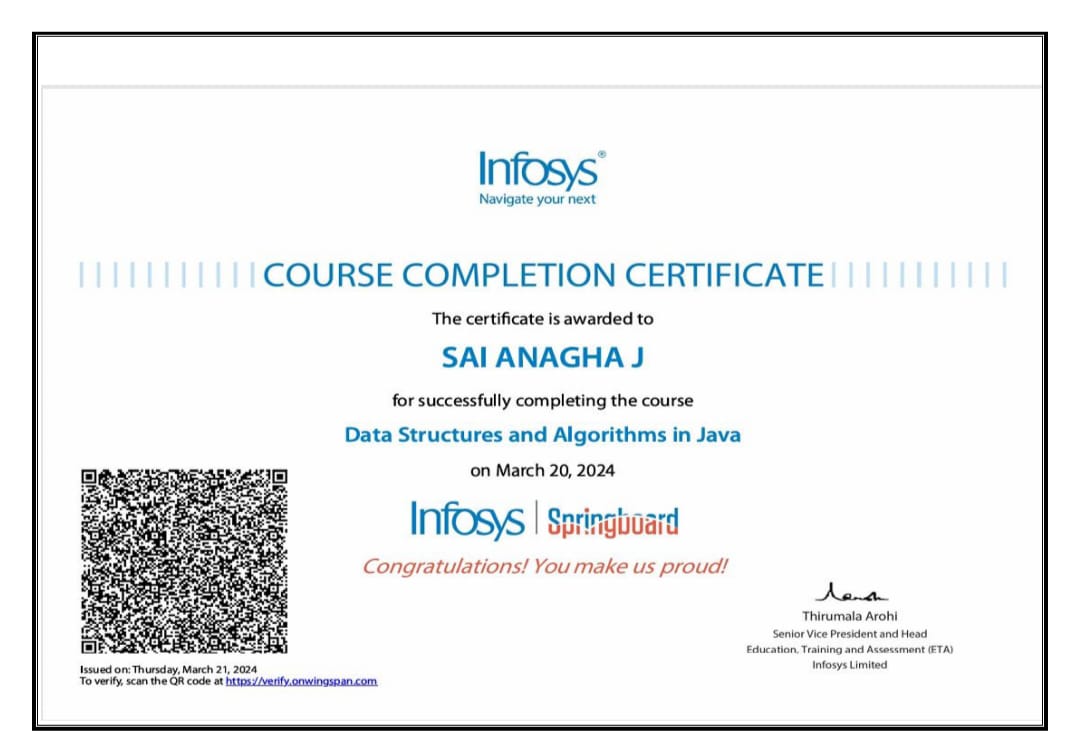 Infosys®
Navigate your next
COURSE COMPLETION CERTIFICATE
The certificate is awarded to
SAI ANAGHA J
for successfully completing the course
Data Structures and Algorithms in Java
on March 20, 2024
Infosys | Springboard
Congratulations! You make us proud!
Thirumala Arohi
Senior Vice President and Head
Education, Training and Assessment (ETA)
Infosys Limited
Issued on: Thursday, March 21, 2024
To verify, scan the QR code at https://verify.onwingspan.com